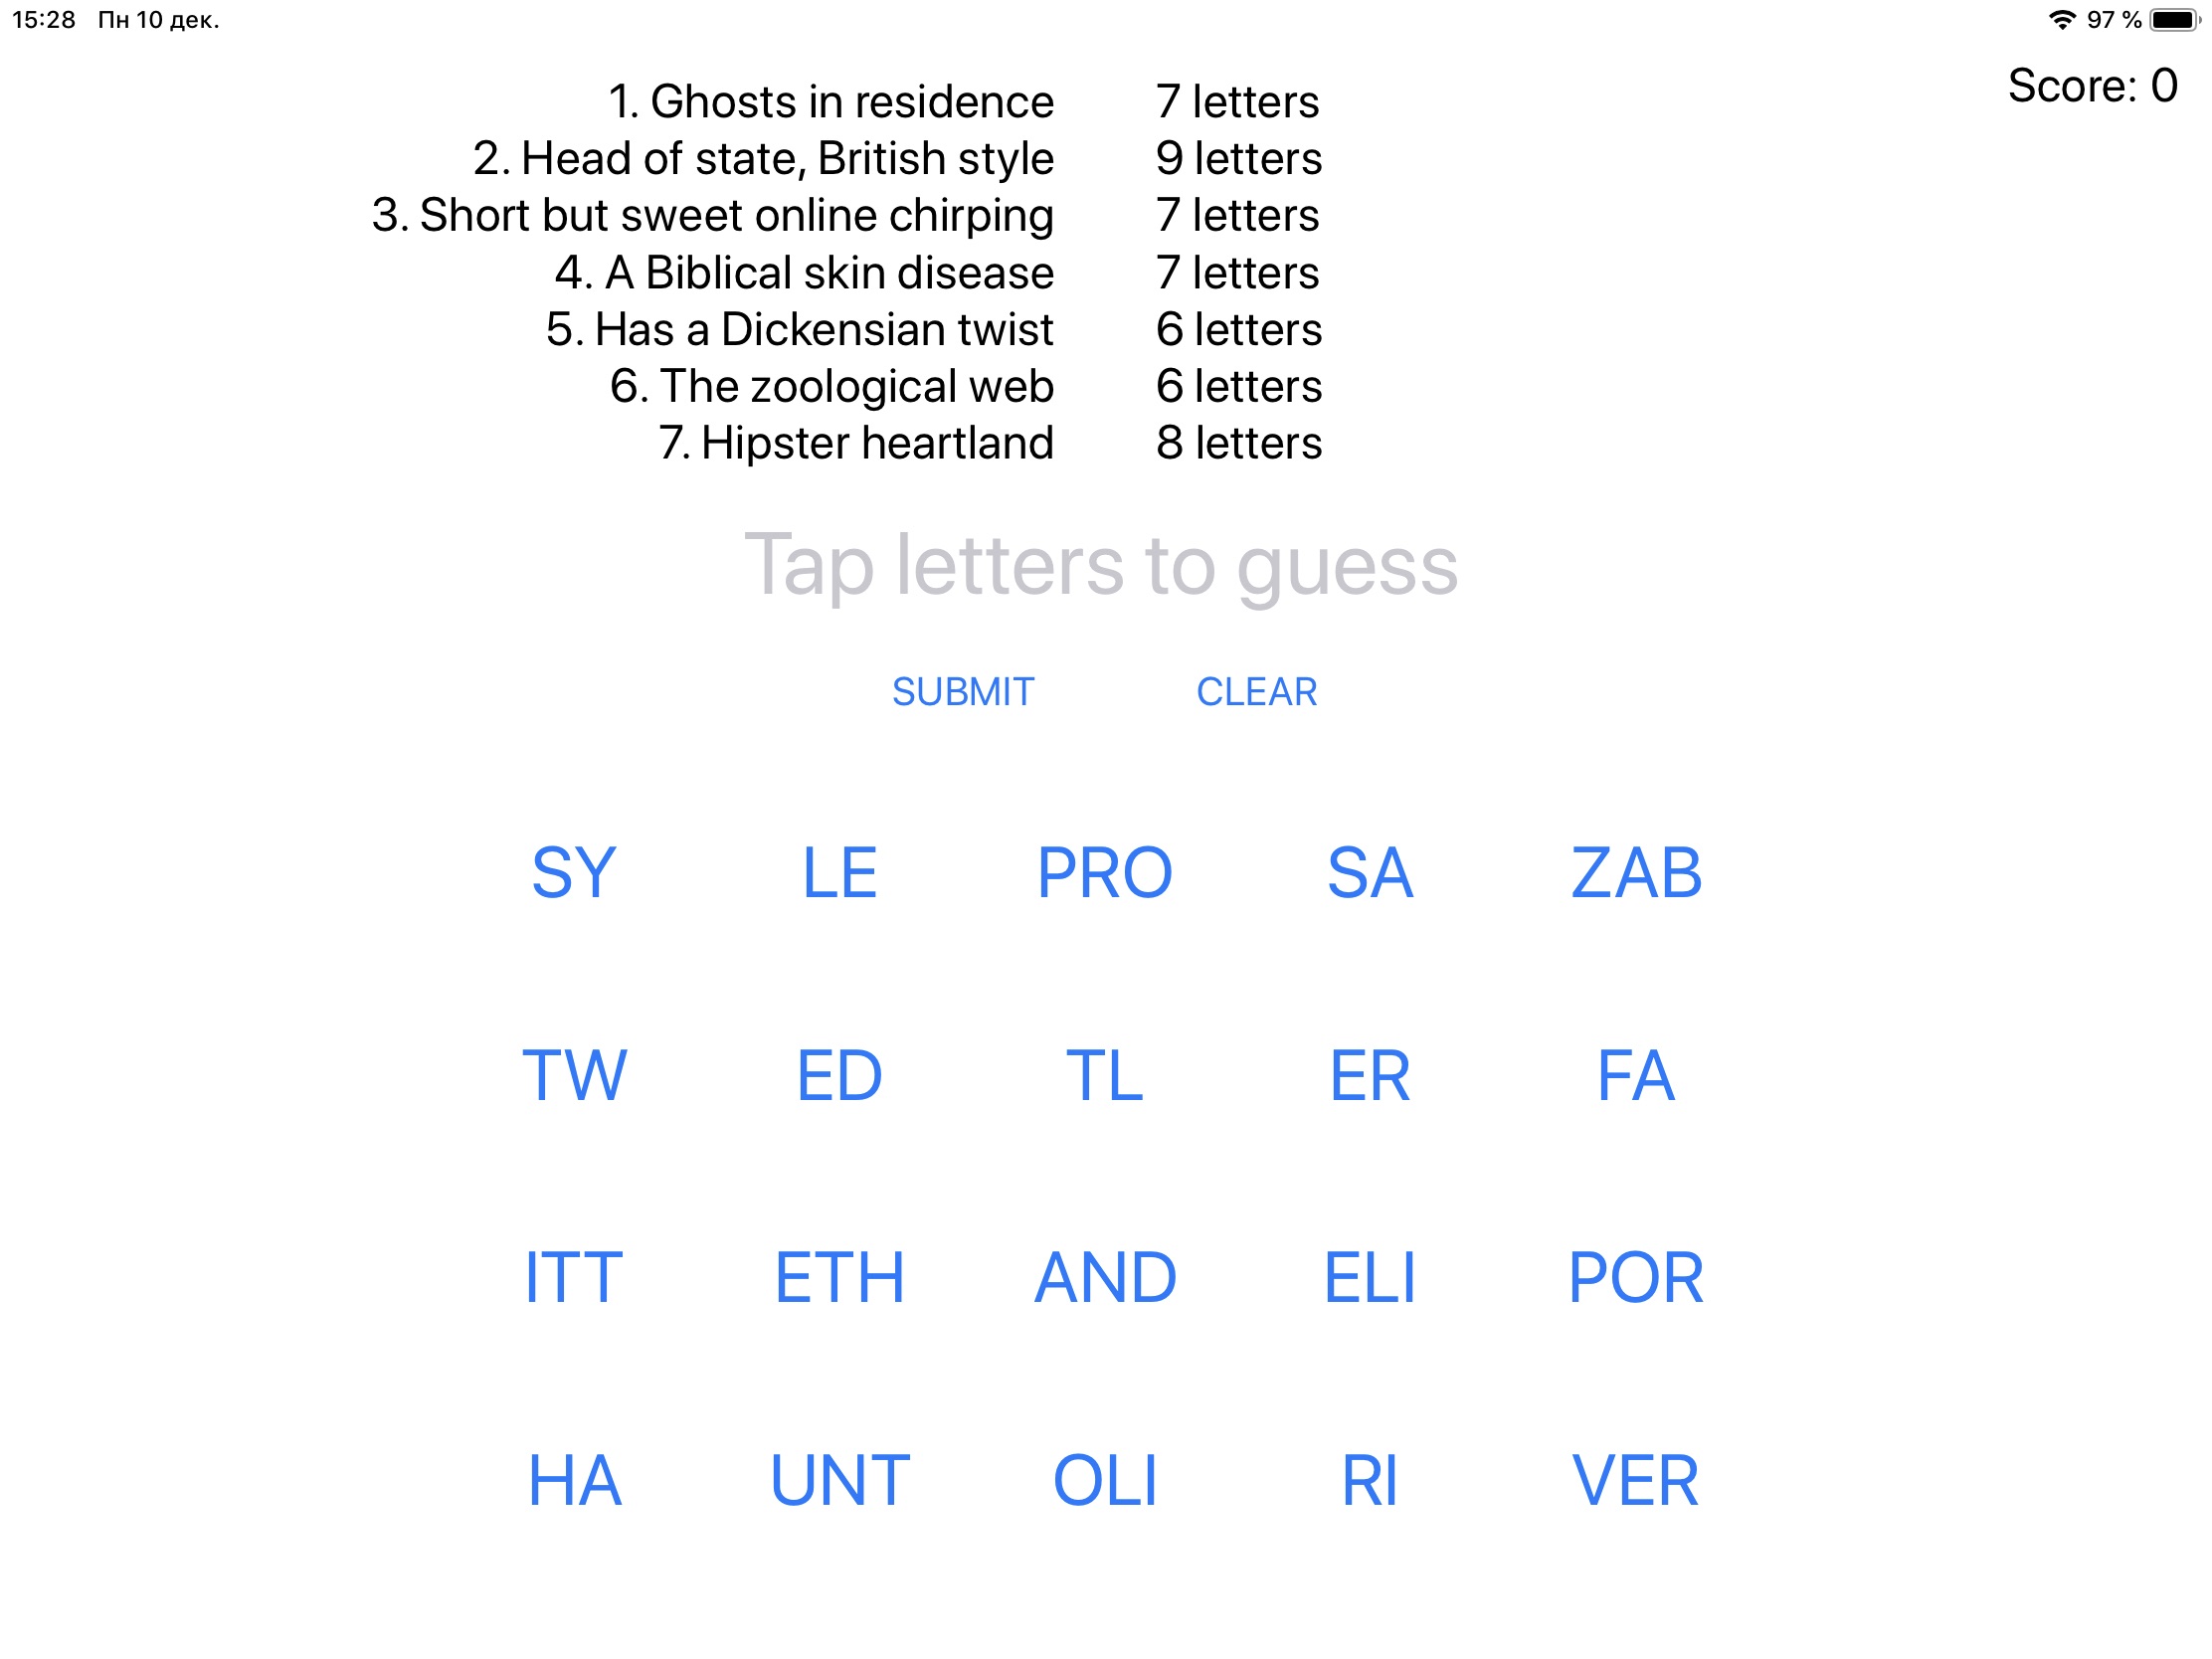 15:28 Пн 10 дек. 97 %
Score: 0
1. Ghosts in residence 7 letters
2. Head of state, British style 9 letters
3. Short but sweet online chirping 7 letters
4. A Biblical skin disease 7 letters
5. Has a Dickensian twist 6 letters
6. The zoological web 6 letters
7. Hipster heartland 8 letters
Tap letters to guess
SUBMIT CLEAR
SY LE PRO SA ZAB
TW ED TL ER FA
ITT ETH AND ELI POR
HA UNT OLI RI VER